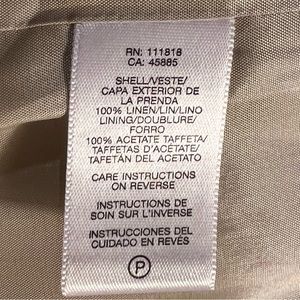 RN: 111818
CA: 45885
SHELL/VESTE/
CAPA EXTERIOR DE
LA PRENDA
100% LINEN/LIN/LINO
LINING/DOUBLURE/
FORRO
100% ACETATE TAFFETA/
TAFFETAS D'ACÉTATE/
TAFETÁN DEL ACETATO
CARE INSTRUCTIONS
ON REVERSE
INSTRUCTIONS DE
SOIN SUR L'INVERSE
INSTRUCCIONES DEL
CUIDADO EN REVÉS
P